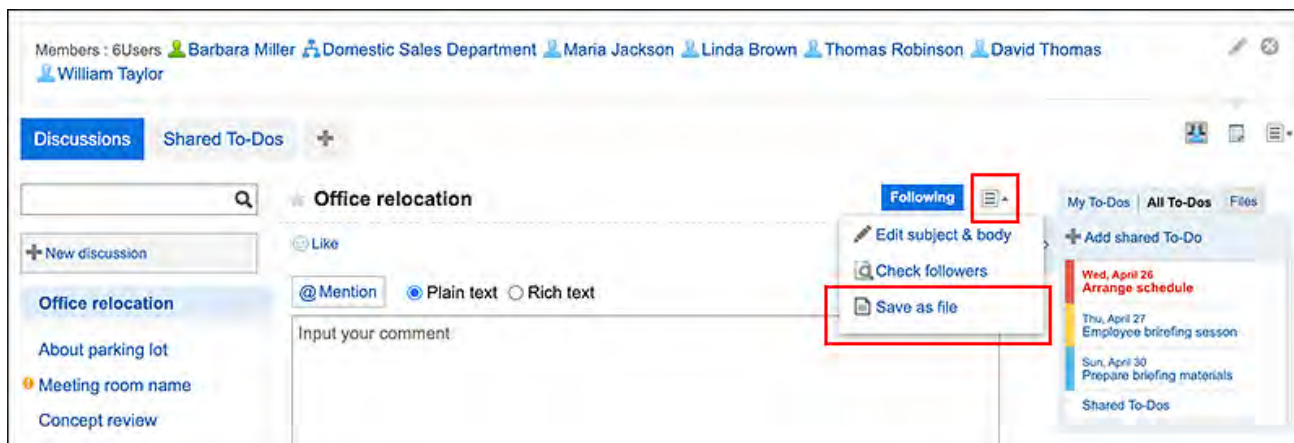 Members : 6Users Barbara Miller Domestic Sales Department Maria Jackson Linda Brown Thomas Robinson David Thomas
William Taylor
Discussions Shared To-Dos
Office relocation Following
My To-Dos | All To-Dos Files
New discussion
Like
Edit subject & body
Check followers
Save as file
Add shared To-Do
@ Mention Plain text Rich text
Input your comment
Office relocation
About parking lot
Meeting room name
Concept review
Wed, April 26
Arrange schedule
Thu, April 27
Employee brirefing sesson
Sun, April 30
Prepare briefing materials
Shared To-Dos